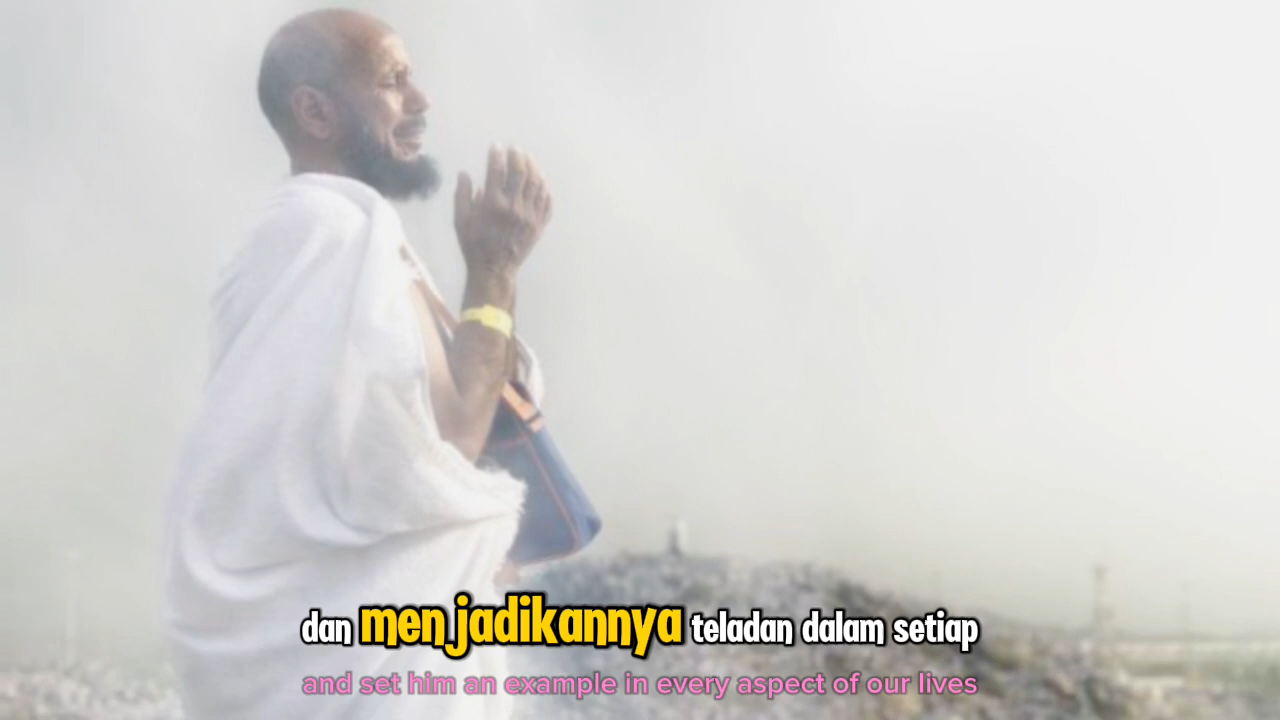 dan menjadikannya teladan dalam setiap
and set him an example in every aspect of our lives